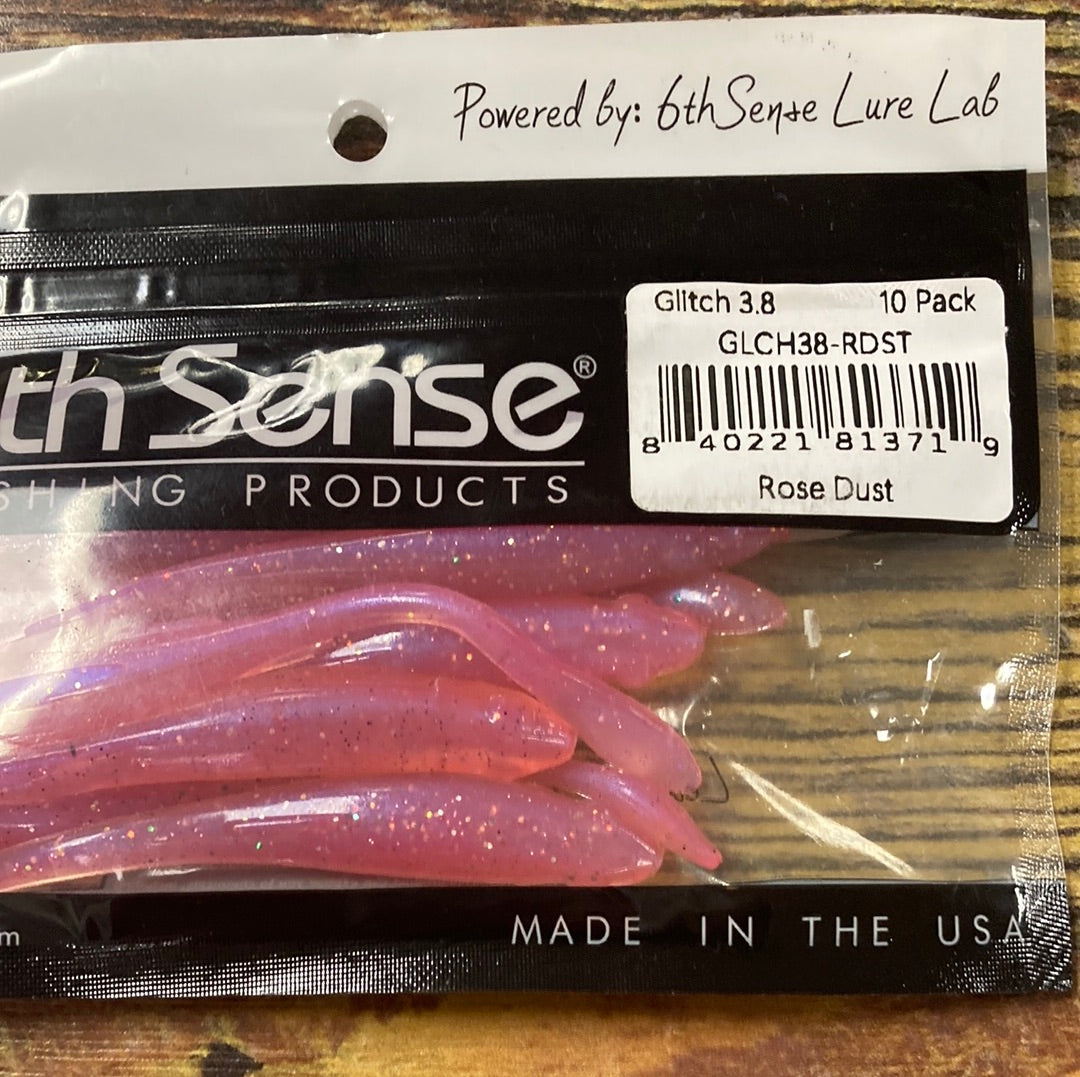 Powered by: 6thSense Lure Lab
th Sense®
SHING PRODUCTS
Glitch 3.8 10 Pack
GLCH38-RDST
8 40221 81371 9
Rose Dust
m
MADE IN THE USA